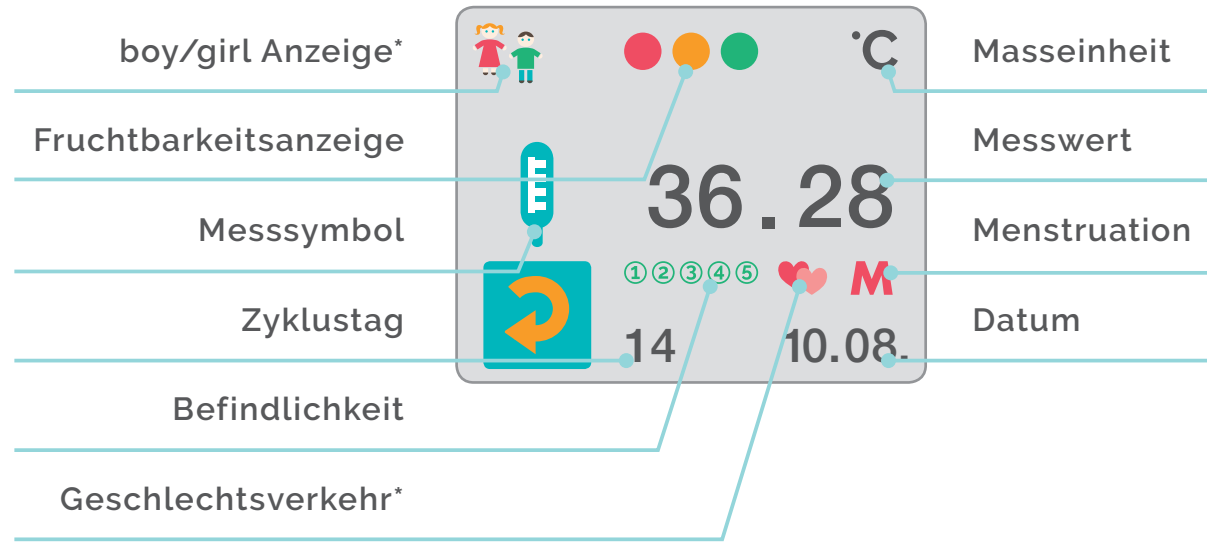 boy/girl Anzeige*
Fruchtbarkeitsanzeige
Messsymbol
Zyklustag
Befindlichkeit
Geschlechtsverkehr*
°C
36.28
①②③④⑤
M
14
10.08.
Masseinheit
Messwert
Menstruation
Datum